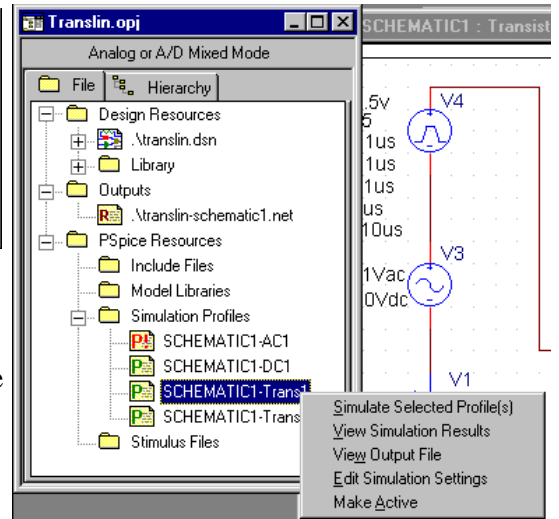 Translin.opj
SCHEMATIC1 : Transist
Analog or A/D Mixed Mode
File
Hierarchy
Design Resources
.\translin.dsn
Library
Outputs
.\translin-schematic1.net
PSpice Resources
Include Files
Model Libraries
Simulation Profiles
SCHEMATIC1-AC1
SCHEMATIC1-DC1
SCHEMATIC1-Trans1
SCHEMATIC1-Trans
Stimulus Files
.5v
5
1us
1us
1us
us
10us
V4
V3
1Vac
0Vdc
V1
Simulate Selected Profile(s)
View Simulation Results
View Output File
Edit Simulation Settings
Make Active
e